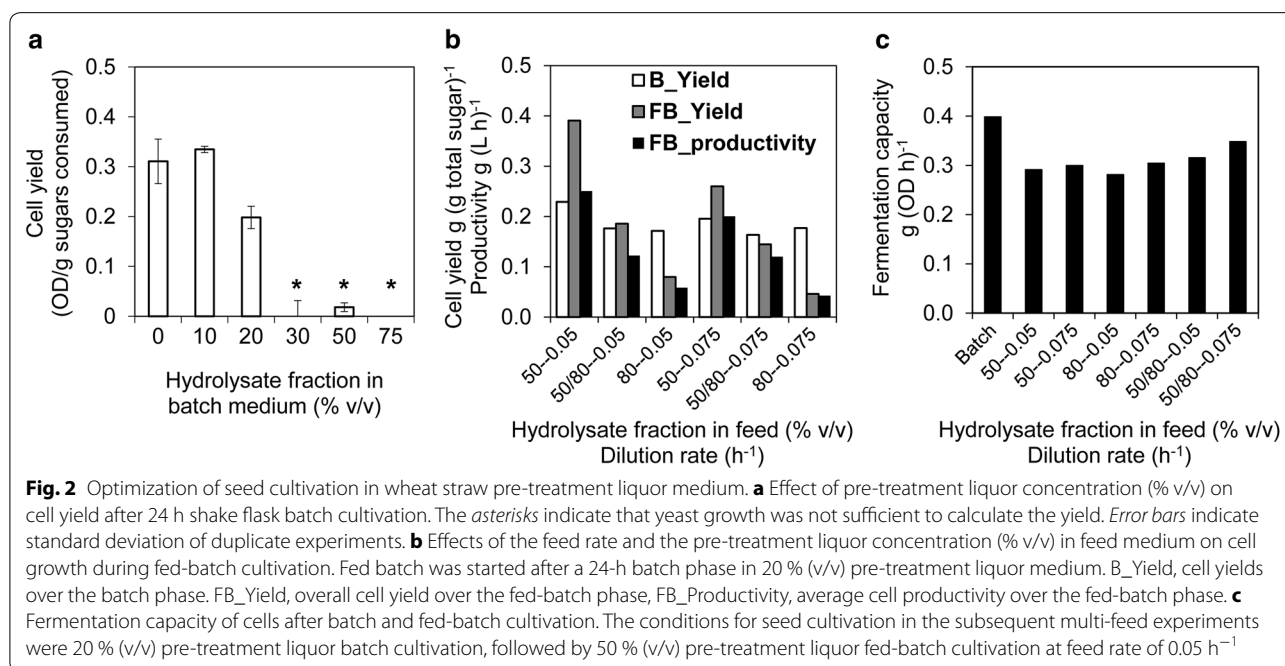 a
0.5
0.4
0.3
0.2
0.1
0
Cell yield
(OD/g sugars consumed)
* * *
0 10 20 30 50 75
Hydrolysate fraction in
batch medium (% v/v)
b
0.5
0.4
0.3
0.2
0.1
0.0
Cell yield g (g total sugar)-1
Productivity g (L h)-1
B_Yield
FB_Yield
FB_productivity
50--0.05
50/80--0.05
80--0.05
50--0.075
50/80--0.075
80--0.075
Hydrolysate fraction in feed (% v/v)
Dilution rate (h-1)
c
0.5
0.4
0.3
0.2
0.1
0.0
Fermentation capacity
g (OD h)-1
Batch
50--0.05
50--0.075
80--0.05
80--0.075
50/80--0.05
50/80--0.075
Hydrolysate fraction in feed (% v/v)
Dilution rate (h-1)
Fig. 2 Optimization of seed cultivation in wheat straw pre-treatment liquor medium. a Effect of pre-treatment liquor concentration (% v/v) on
cell yield after 24 h shake flask batch cultivation. The asterisks indicate that yeast growth was not sufficient to calculate the yield. Error bars indicate
standard deviation of duplicate experiments. b Effects of the feed rate and the pre-treatment liquor concentration (% v/v) in feed medium on cell
growth during fed-batch cultivation. Fed batch was started after a 24-h batch phase in 20 % (v/v) pre-treatment liquor medium. B_Yield, cell yields
over the batch phase. FB_Yield, overall cell yield over the fed-batch phase, FB_Productivity, average cell productivity over the fed-batch phase. c
Fermentation capacity of cells after batch and fed-batch cultivation. The conditions for seed cultivation in the subsequent multi-feed experiments
were 20 % (v/v) pre-treatment liquor batch cultivation, followed by 50 % (v/v) pre-treatment liquor fed-batch cultivation at feed rate of 0.05 h−1